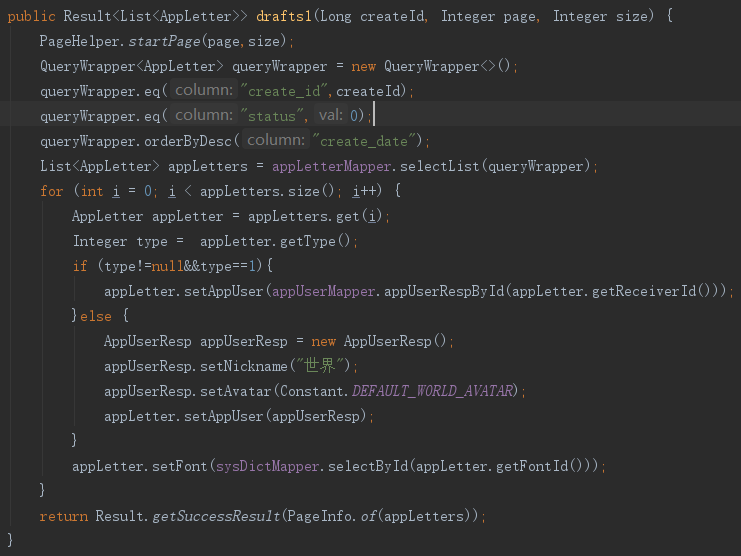 public Result<List<AppLetter>> drafts1(Long createId, Integer page, Integer size) {
PageHelper.startPage(page,size);
QueryWrapper<AppLetter> queryWrapper = new QueryWrapper<>();
queryWrapper.eq( column: "create_id",createId);
queryWrapper.eq( column: "status", val: 0);
queryWrapper.orderByDesc( column: "create_date");
List<AppLetter> appLetters = appLetterMapper.selectList(queryWrapper);
for (int i = 0; i < appLetters.size(); i++) {
AppLetter appLetter = appLetters.get(i);
Integer type =  appLetter.getType();
if (type!=null&&type==1){
appLetter.setAppUser(appUserMapper.appUserRespById(appLetter.getReceiverId()));
}else {
AppUserResp appUserResp = new AppUserResp();
appUserResp.setNickname("世界");
appUserResp.setAvatar(Constant.DEFAULT_WORLD_AVATAR);
appLetter.setAppUser(appUserResp);
}
appLetter.setFont(sysDictMapper.selectById(appLetter.getFontId()));
}
return Result.getSuccessResult(PageInfo.of(appLetters));
}